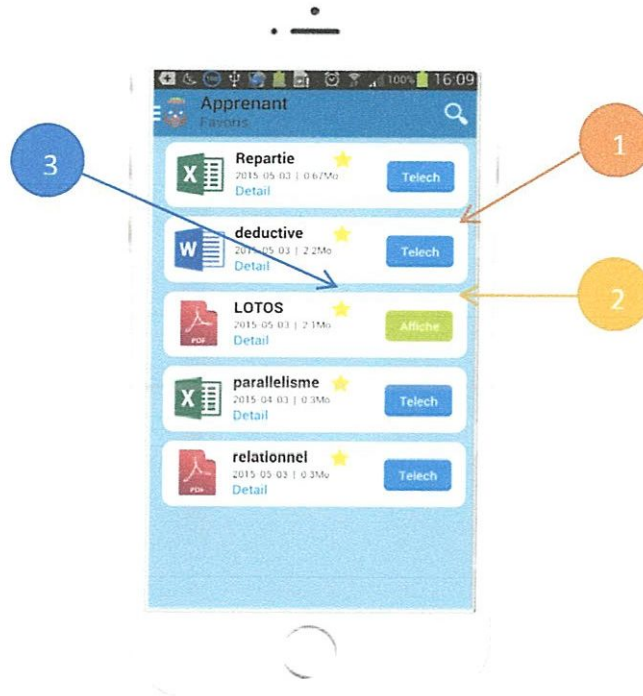 100% 16:09
Apprenant
Favoris
1
3
Repartie
2015-05-03 | 0.67Mo
Detail
Telech
deductive
2015-05-03 | 2.2Mo
Detail
Telech
2
LOTOS
2015-05-03 | 2.1Mo
Detail
Affiche
PDF
parallelisme
2015-04-03 | 0.3Mo
Detail
Telech
relationnel
2015-05-03 | 0.3Mo
Detail
Telech
PDF
X
W
X